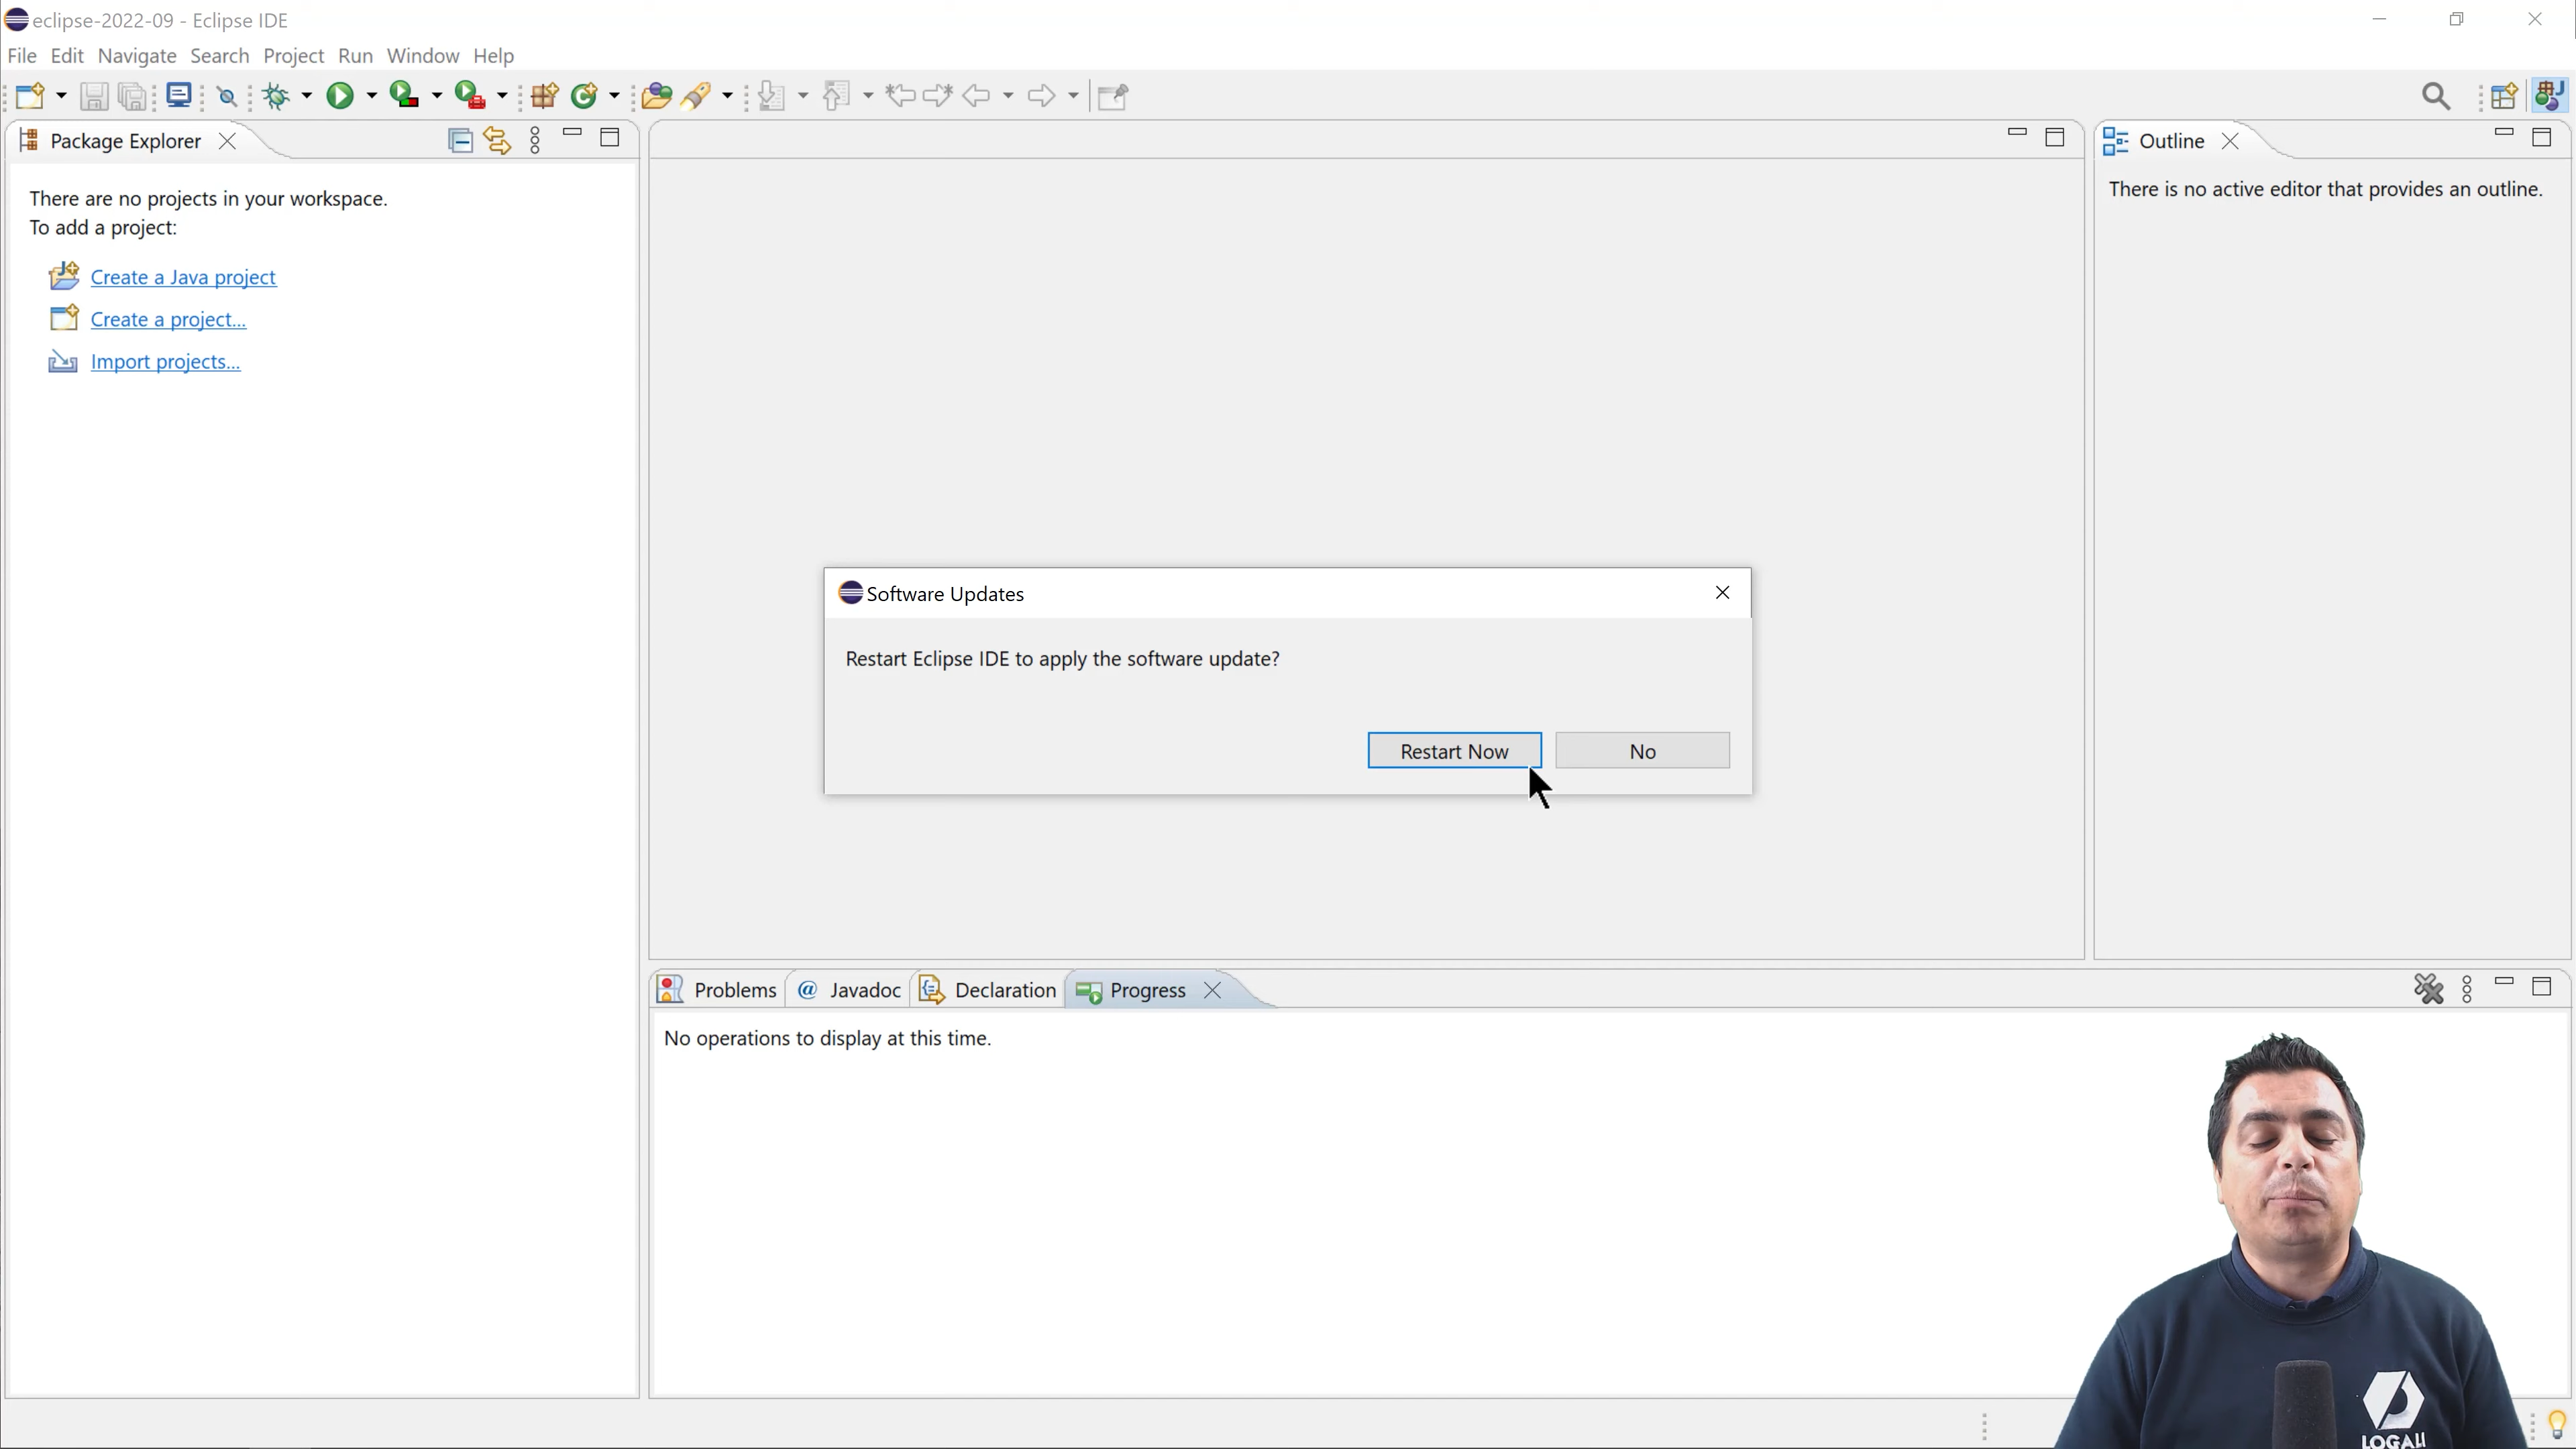 eclipse-2022-09 - Eclipse IDE
File Edit Navigate Search Project Run Window Help
Package Explorer
There are no projects in your workspace.
To add a project:
Create a Java project
Create a project...
Import projects...
Outline
There is no active editor that provides an outline.
Software Updates
Restart Eclipse IDE to apply the software update?
Restart Now No
Problems @ Javadoc Declaration Progress
No operations to display at this time.
LOGALI